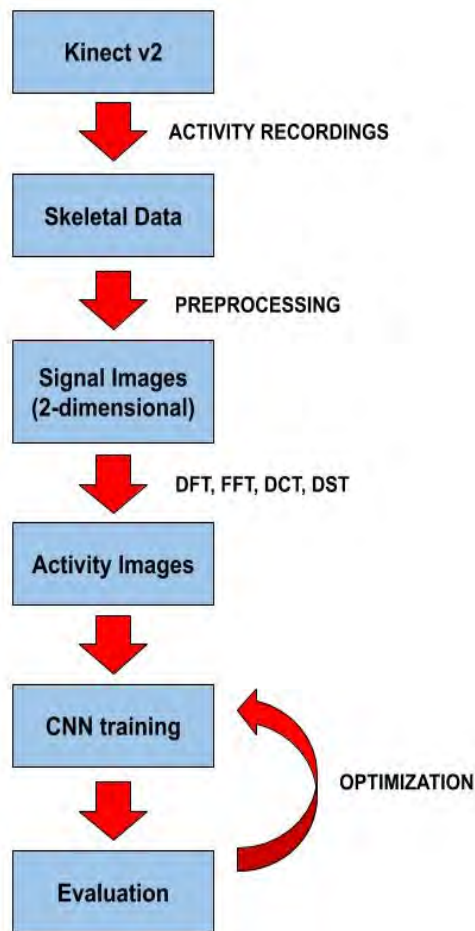 Kinect v2
ACTIVITY RECORDINGS
Skeletal Data
PREPROCESSING
Signal Images
(2-dimensional)
DFT, FFT, DCT, DST
Activity Images
CNN training
OPTIMIZATION
Evaluation